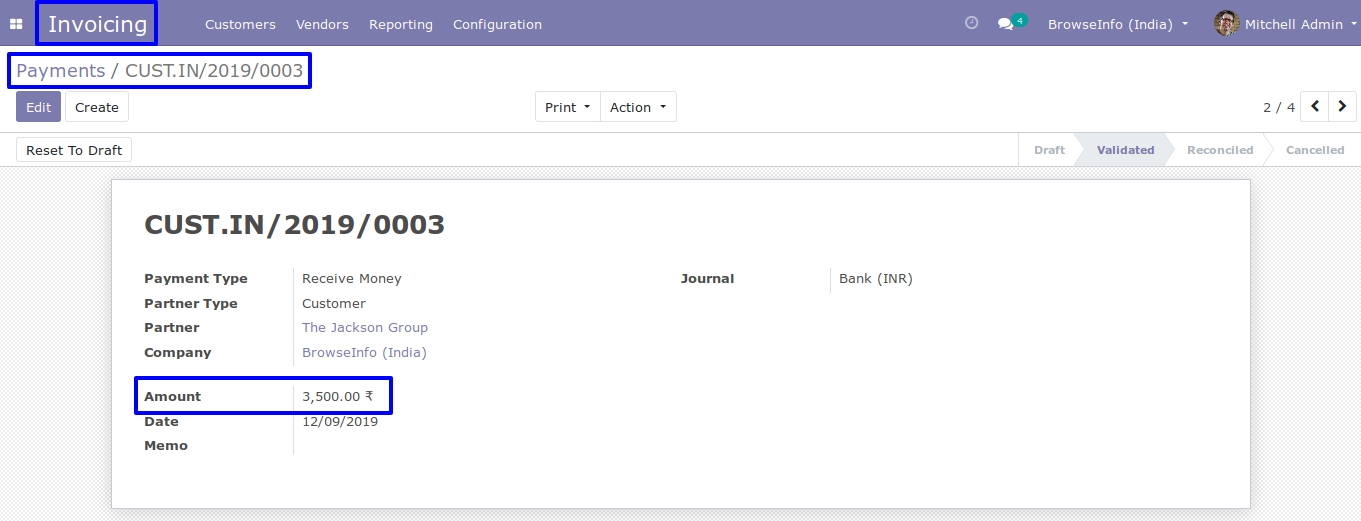 Invoicing Customers Vendors Reporting Configuration 4 BrowseInfo (India) Mitchell Admin
Payments / CUST.IN/2019/0003
Edit Create Print Action 2 / 4
Reset To Draft Draft Validated Reconciled Cancelled
CUST.IN/2019/0003
Payment Type Receive Money Journal Bank (INR)
Partner Type Customer
Partner The Jackson Group
Company BrowseInfo (India)
Amount 3,500.00 ₹
Date 12/09/2019
Memo